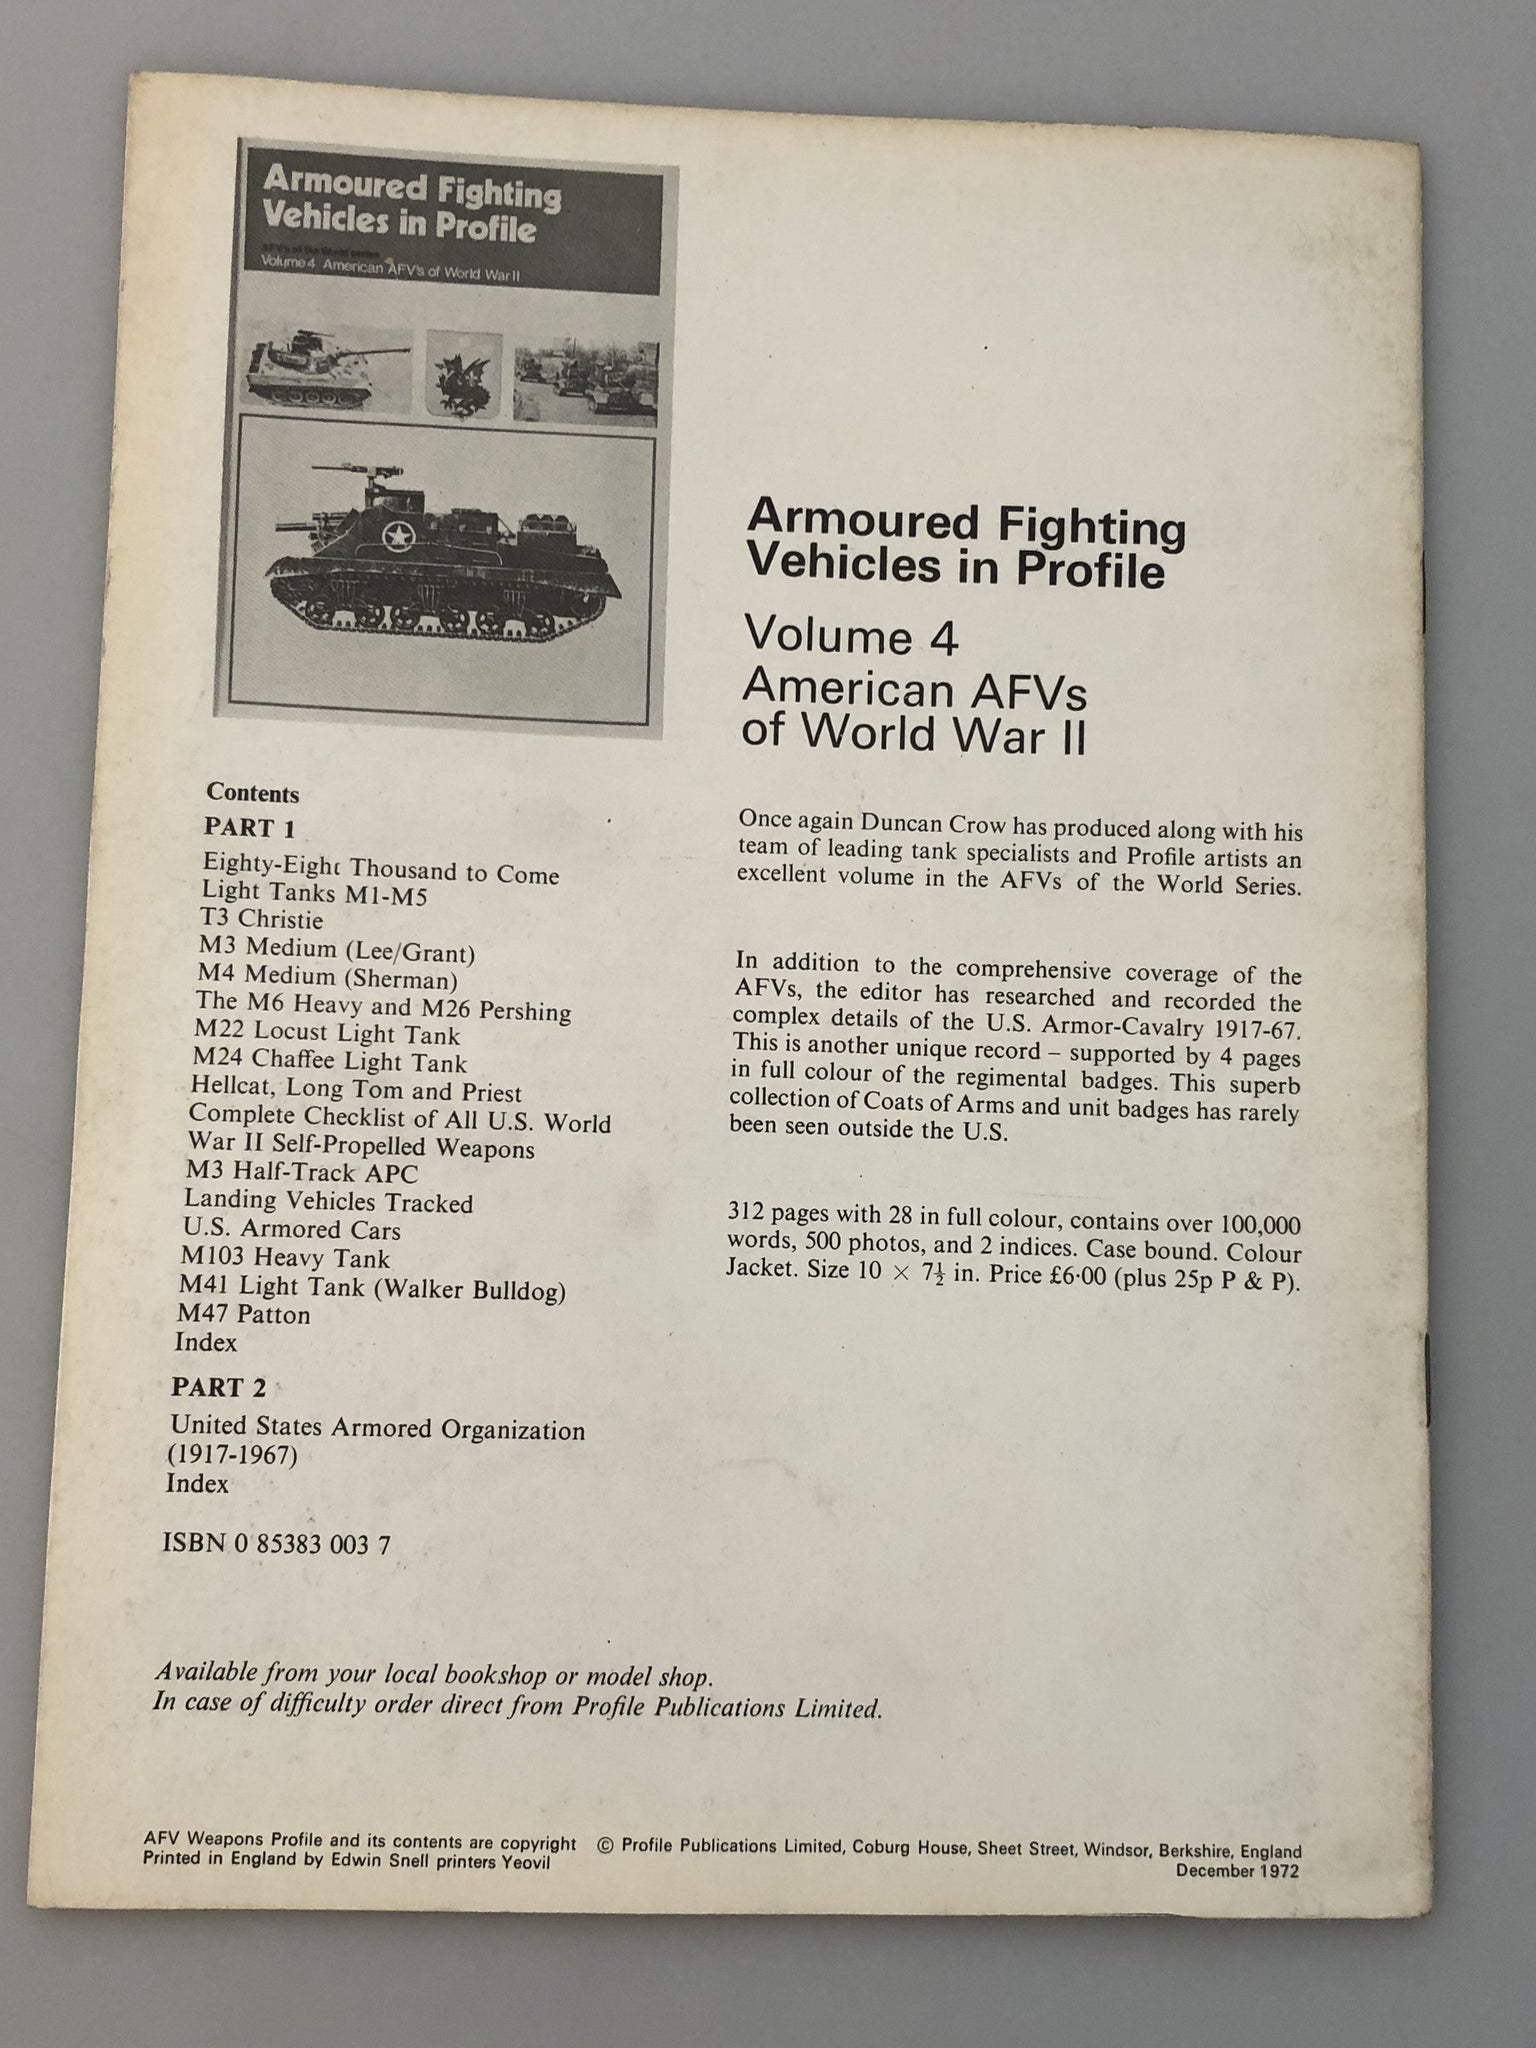 Armoured Fighting
Vehicles in Profile
AFV's of the World series
Volume 4 American AFV's of World War II
Armoured Fighting
Vehicles in Profile
Volume 4
American AFVs
of World War II
Contents
PART 1
Eighty-Eight Thousand to Come
Light Tanks M1-M5
T3 Christie
M3 Medium (Lee/Grant)
M4 Medium (Sherman)
The M6 Heavy and M26 Pershing
M22 Locust Light Tank
M24 Chaffee Light Tank
Hellcat, Long Tom and Priest
Complete Checklist of All U.S. World
War II Self-Propelled Weapons
M3 Half-Track APC
Landing Vehicles Tracked
U.S. Armored Cars
M103 Heavy Tank
M41 Light Tank (Walker Bulldog)
M47 Patton
Index
PART 2
United States Armored Organization
(1917-1967)
Index
ISBN 0 85383 003 7
Once again Duncan Crow has produced along with his
team of leading tank specialists and Profile artists an
excellent volume in the AFVs of the World Series.
In addition to the comprehensive coverage of the
AFVs, the editor has researched and recorded the
complex details of the U.S. Armor-Cavalry 1917-67.
This is another unique record – supported by 4 pages
in full colour of the regimental badges. This superb
collection of Coats of Arms and unit badges has rarely
been seen outside the U.S.
312 pages with 28 in full colour, contains over 100,000
words, 500 photos, and 2 indices. Case bound. Colour
Jacket. Size 10 × 7½ in. Price £6·00 (plus 25p P & P).
Available from your local bookshop or model shop.
In case of difficulty order direct from Profile Publications Limited.
AFV Weapons Profile and its contents are copyright © Profile Publications Limited, Coburg House, Sheet Street, Windsor, Berkshire, England
Printed in England by Edwin Snell printers Yeovil
December 1972